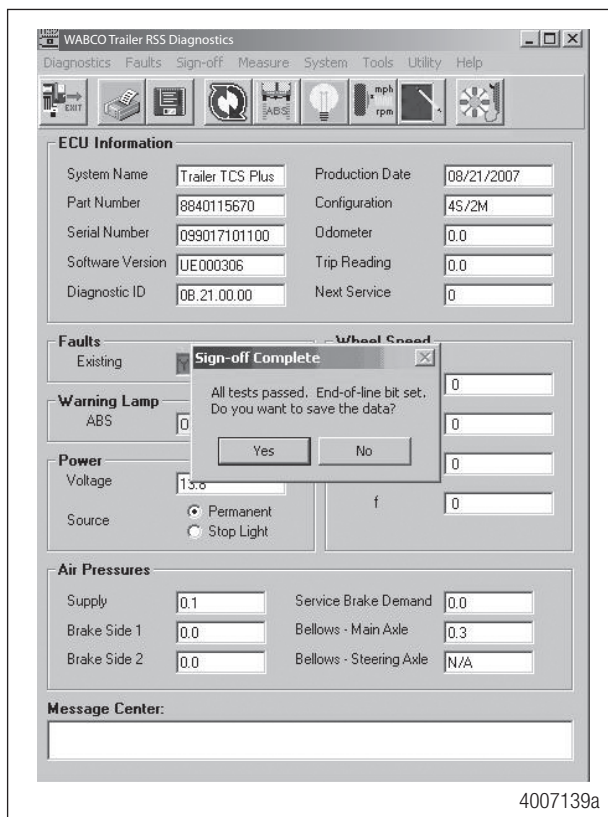 WABCO Trailer RSS Diagnostics
Diagnostics Faults Sign-off Measure System Tools Utility Help
EXIT ABS mph rpm
ECU Information
System Name Trailer TCS Plus Production Date 08/21/2007
Part Number 8840115670 Configuration 4S/2M
Serial Number 099017101100 Odometer 0.0
Software Version UE000306 Trip Reading 0.0
Diagnostic ID 0B.21.00.00 Next Service 0
Faults Wheel Speed
Existing
Sign-off Complete
All tests passed. End-of-line bit set.
Do you want to save the data?
Yes No
0
Warning Lamp
ABS 0
0
Power
Voltage 13.8 f 0
Source Permanent
Stop Light
Air Pressures
Supply 0.1 Service Brake Demand 0.0
Brake Side 1 0.0 Bellows - Main Axle 0.3
Brake Side 2 0.0 Bellows - Steering Axle N/A
Message Center:
4007139a